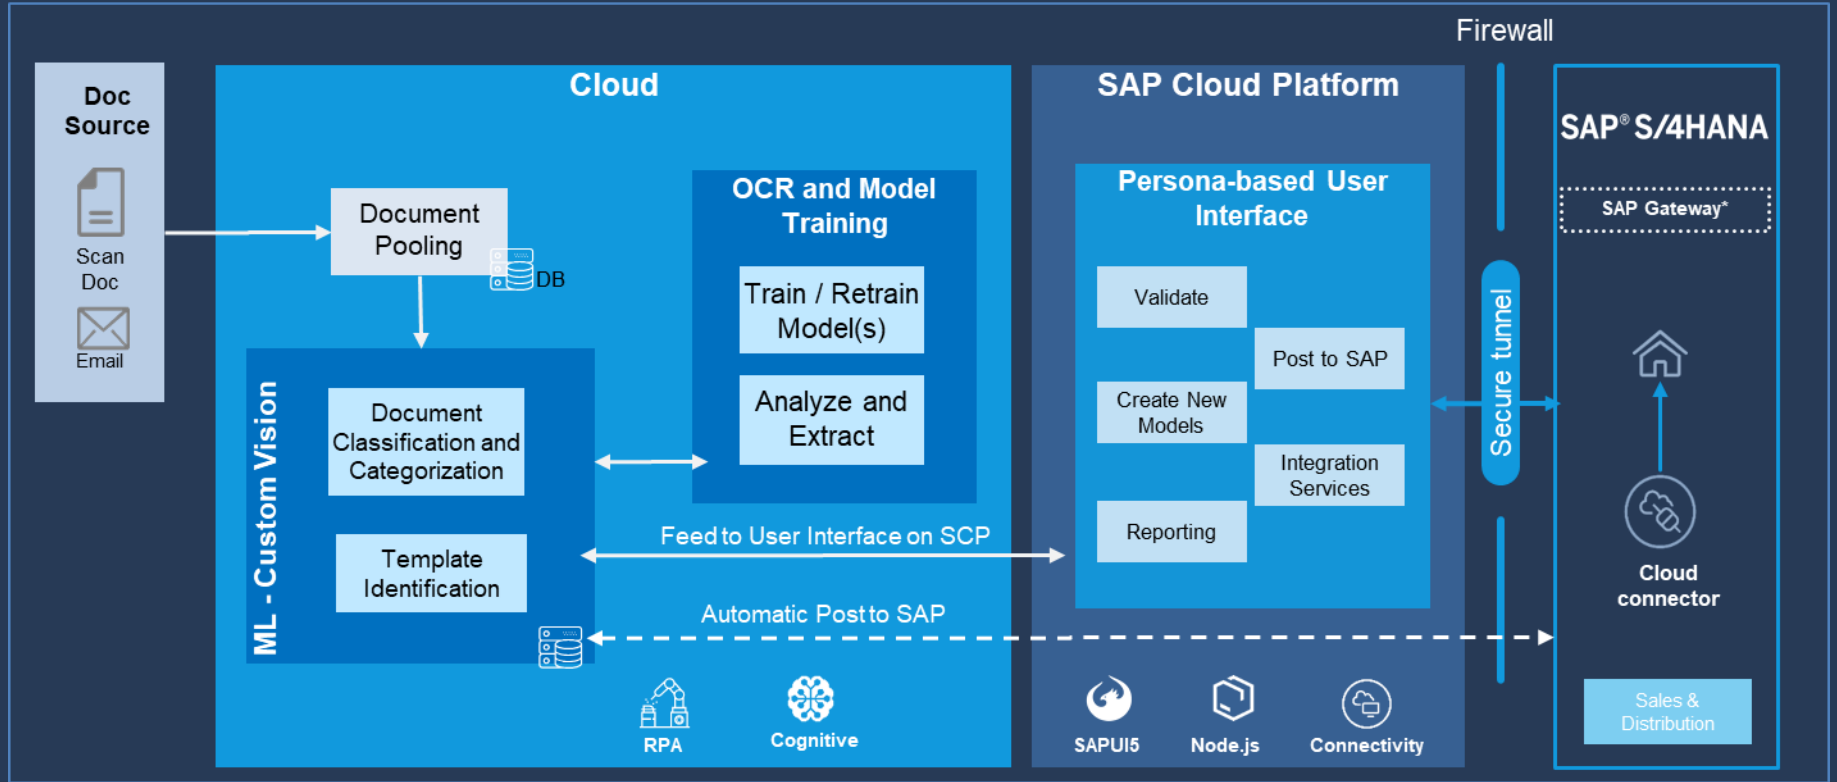 Firewall
Doc
Source
Scan
Doc
Email
Cloud
Document
Pooling
DB
OCR and Model
Training
Train / Retrain
Model(s)
Analyze and
Extract
ML - Custom Vision
Document
Classification and
Categorization
Template
Identification
Feed to User Interface on SCP
Automatic Post to SAP
RPA
Cognitive
SAP Cloud Platform
Persona-based User
Interface
Validate
Post to SAP
Create New
Models
Integration
Services
Reporting
SAPUI5
Node.js
Connectivity
Secure tunnel
SAP® S/4HANA
SAP Gateway*
Cloud
connector
Sales &
Distribution